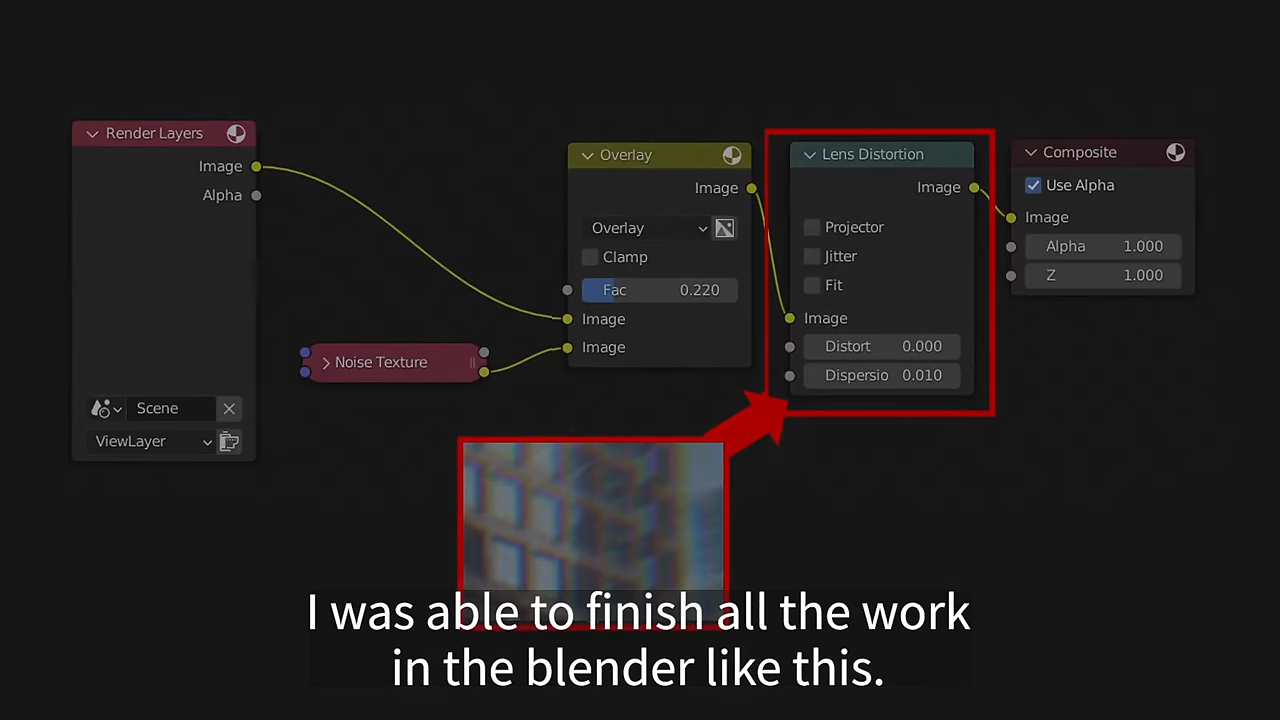 Render Layers
Image
Alpha
Scene
ViewLayer
Noise Texture
Overlay
Image
Overlay
Clamp
Fac 0.220
Image
Image
Lens Distortion
Image
Projector
Jitter
Fit
Image
Distort 0.000
Dispersio 0.010
Composite
Use Alpha
Image
Alpha 1.000
Z 1.000
I was able to finish all the work
in the blender like this.